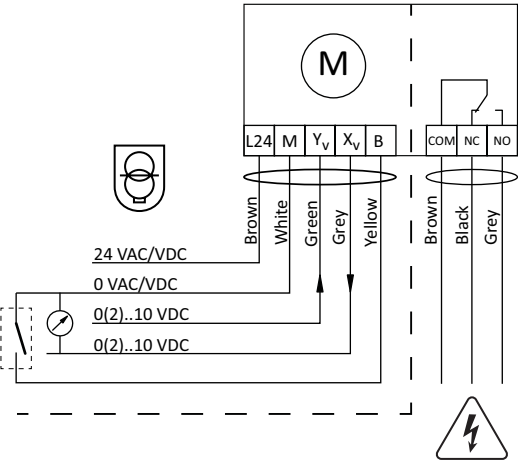 M
L24 M Yv Xv B
COM NC NO
Brown
White
Green
Grey
Yellow
Brown
Black
Grey
24 VAC/VDC
0 VAC/VDC
0(2)..10 VDC
0(2)..10 VDC